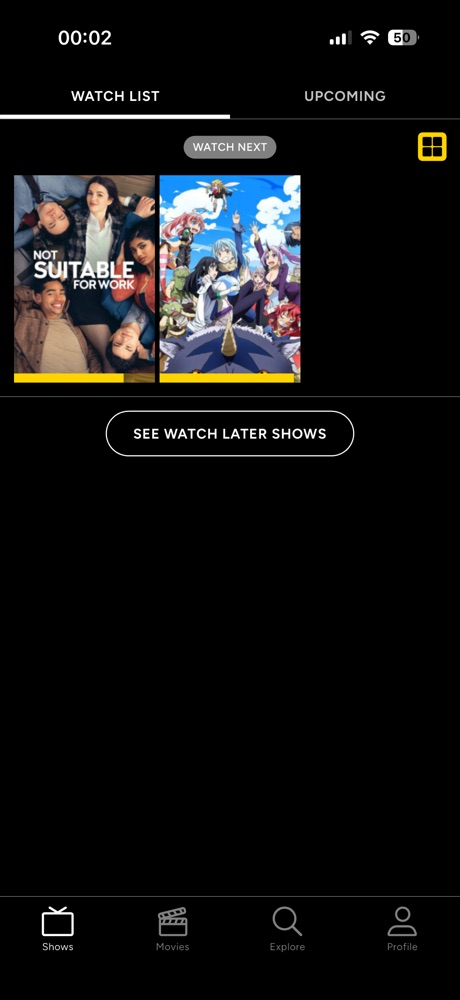 00:02
50
WATCH LIST
UPCOMING
WATCH NEXT
NOT
SUITABLE
FOR WORK
SEE WATCH LATER SHOWS
Shows
Movies
Explore
Profile